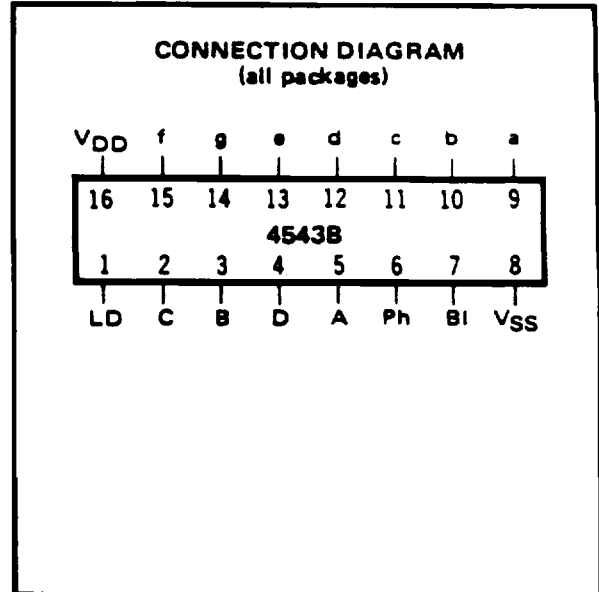 CONNECTION DIAGRAM
(all packages)
VDD f g e d c b a
16 15 14 13 12 11 10 9
4543B
1 2 3 4 5 6 7 8
LD C B D A Ph BI VSS